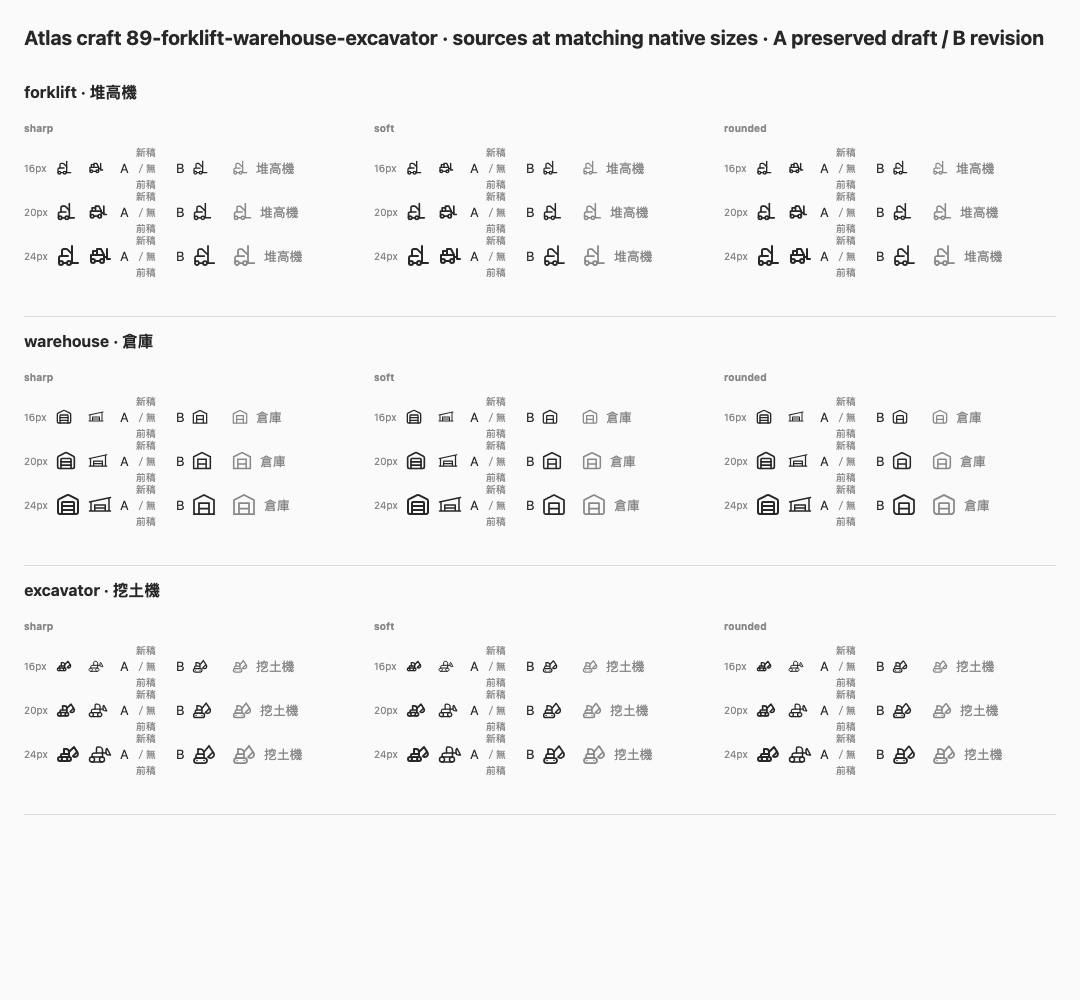 Atlas craft 89-forklift-warehouse-excavator · sources at matching native sizes · A preserved draft / B revision
forklift · 堆高機
sharp soft rounded
16px A 新稿 / 無前稿 B 堆高機 16px A 新稿 / 無前稿 B 堆高機 16px A 新稿 / 無前稿 B 堆高機
20px A 新稿 / 無前稿 B 堆高機 20px A 新稿 / 無前稿 B 堆高機 20px A 新稿 / 無前稿 B 堆高機
24px A 新稿 / 無前稿 B 堆高機 24px A 新稿 / 無前稿 B 堆高機 24px A 新稿 / 無前稿 B 堆高機
warehouse · 倉庫
sharp soft rounded
16px A 新稿 / 無前稿 B 倉庫 16px A 新稿 / 無前稿 B 倉庫 16px A 新稿 / 無前稿 B 倉庫
20px A 新稿 / 無前稿 B 倉庫 20px A 新稿 / 無前稿 B 倉庫 20px A 新稿 / 無前稿 B 倉庫
24px A 新稿 / 無前稿 B 倉庫 24px A 新稿 / 無前稿 B 倉庫 24px A 新稿 / 無前稿 B 倉庫
excavator · 挖土機
sharp soft rounded
16px A 新稿 / 無前稿 B 挖土機 16px A 新稿 / 無前稿 B 挖土機 16px A 新稿 / 無前稿 B 挖土機
20px A 新稿 / 無前稿 B 挖土機 20px A 新稿 / 無前稿 B 挖土機 20px A 新稿 / 無前稿 B 挖土機
24px A 新稿 / 無前稿 B 挖土機 24px A 新稿 / 無前稿 B 挖土機 24px A 新稿 / 無前稿 B 挖土機